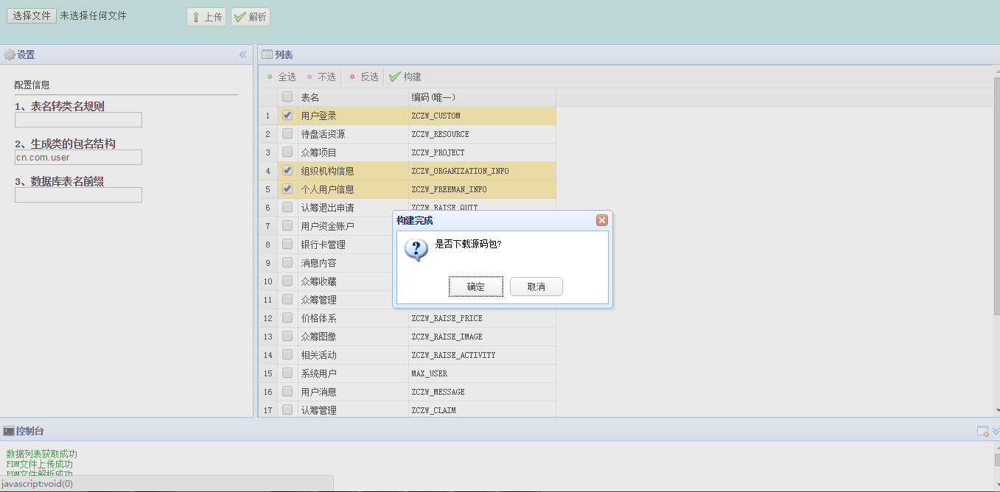 选择文件 未选择任何文件 上传 解析
设置
配置信息
1、表名转类名规则
2、生成类的包名结构
cn.com.user
3、数据库表名前缀
列表
全选 不选 反选 构建
表名 编码(唯一)
1 用户登录 ZCZW_CUSTOM
2 待盘活资源 ZCZW_RESOURCE
3 众筹项目 ZCZW_PROJECT
4 组织机构信息 ZCZW_ORGANIZATION_INFO
5 个人用户信息 ZCZW_FREEMAN_INFO
6 认筹退出申请 ZCZW_RAISE_QUIT
7 用户资金账户
8 银行卡管理
9 消息内容
10 众筹收藏
11 众筹管理
12 价格体系 ZCZW_RAISE_PRICE
13 众筹图像 ZCZW_RAISE_IMAGE
14 相关活动 ZCZW_RAISE_ACTIVITY
15 系统用户 MAX_USER
16 用户消息 ZCZW_MESSAGE
17 认筹管理 ZCZW_CLAIM
构建完成
是否下载源码包?
确定 取消
控制台
数据列表获取成功
PDM文件上传成功
PDM文件解析成功
javascript:void(0)